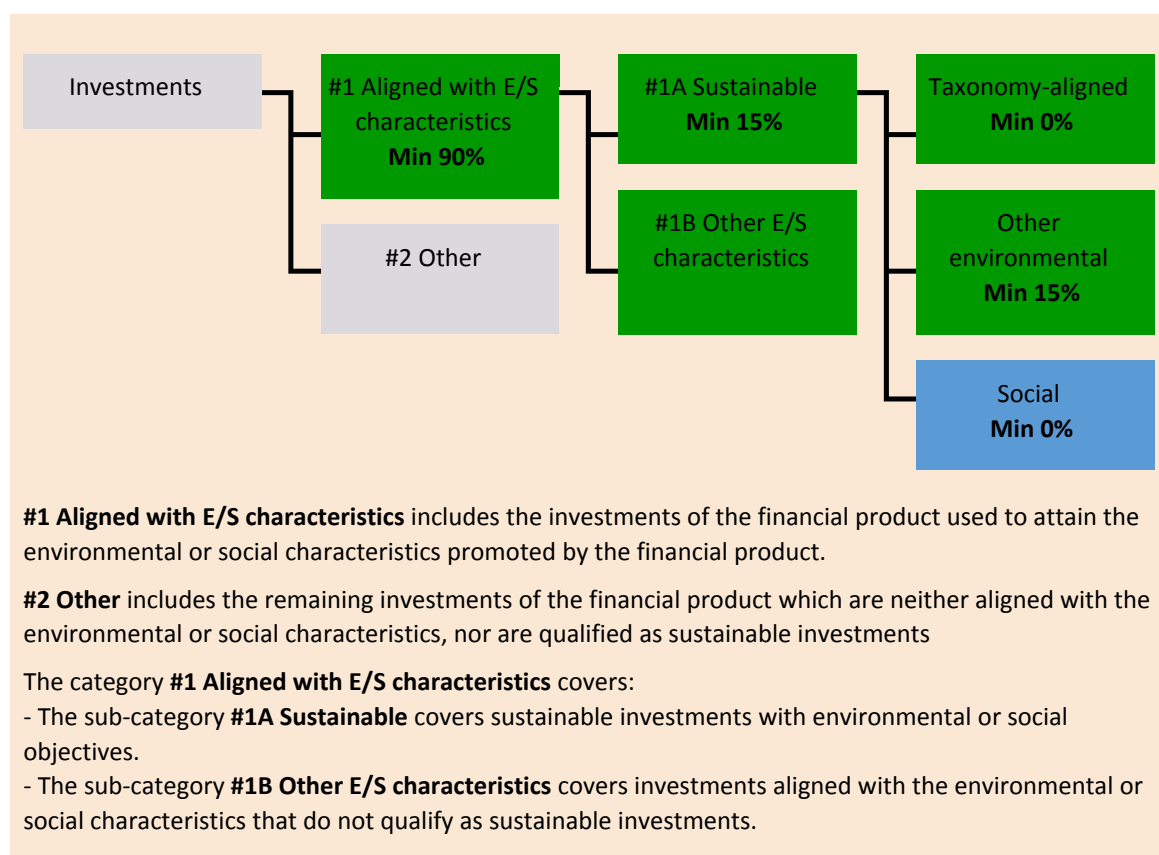 Investments
#1 Aligned with E/S
characteristics
Min 90%
#2 Other
#1A Sustainable
Min 15%
#1B Other E/S
characteristics
Taxonomy-aligned
Min 0%
Other
environmental
Min 15%
Social
Min 0%
#1 Aligned with E/S characteristics includes the investments of the financial product used to attain the
environmental or social characteristics promoted by the financial product.
#2 Other includes the remaining investments of the financial product which are neither aligned with the
environmental or social characteristics, nor are qualified as sustainable investments
The category #1 Aligned with E/S characteristics covers:
- The sub-category #1A Sustainable covers sustainable investments with environmental or social
objectives.
- The sub-category #1B Other E/S characteristics covers investments aligned with the environmental or
social characteristics that do not qualify as sustainable investments.